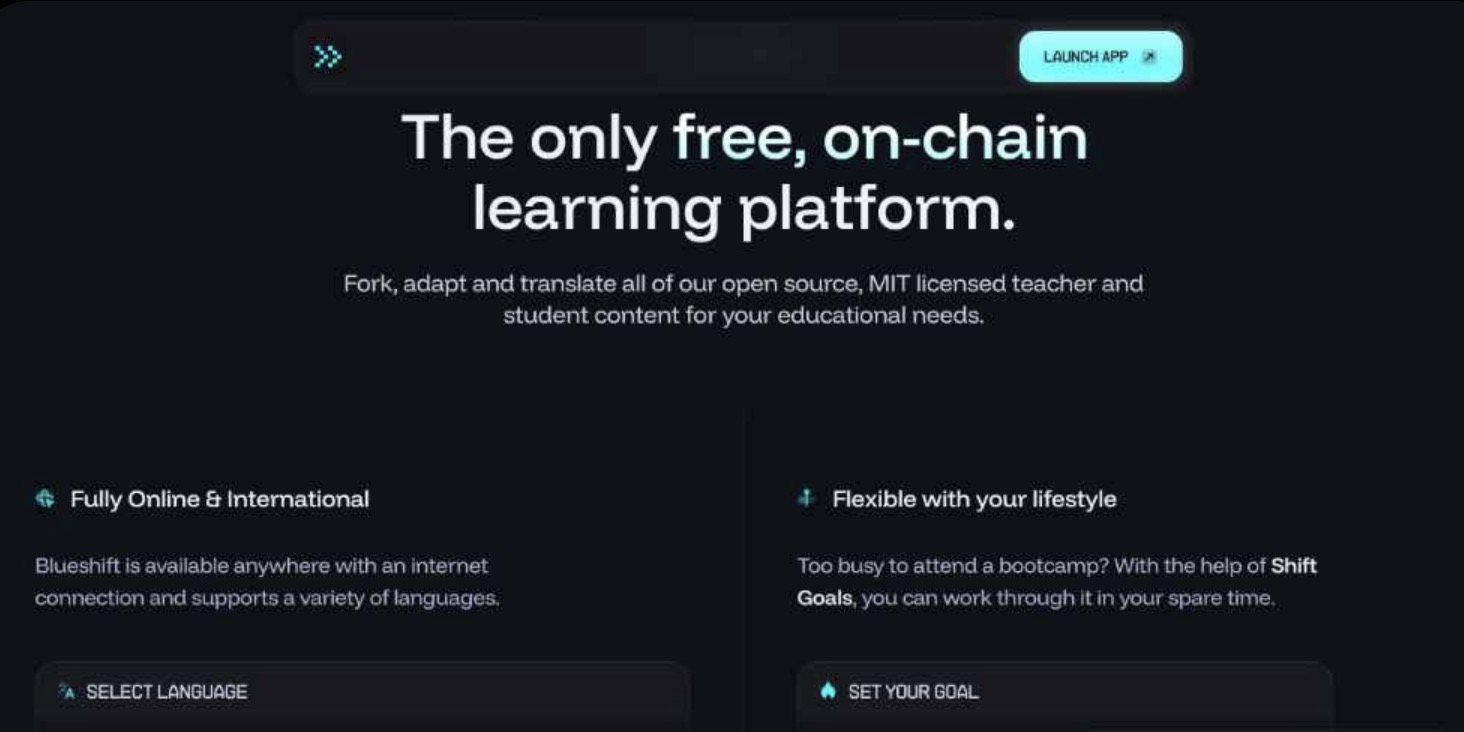 LAUNCH APP
The only free, on-chain
learning platform.
Fork, adapt and translate all of our open source, MIT licensed teacher and
student content for your educational needs.
Fully Online & International
Blueshift is available anywhere with an internet
connection and supports a variety of languages.
SELECT LANGUAGE
Flexible with your lifestyle
Too busy to attend a bootcamp? With the help of Shift
Goals, you can work through it in your spare time.
SET YOUR GOAL